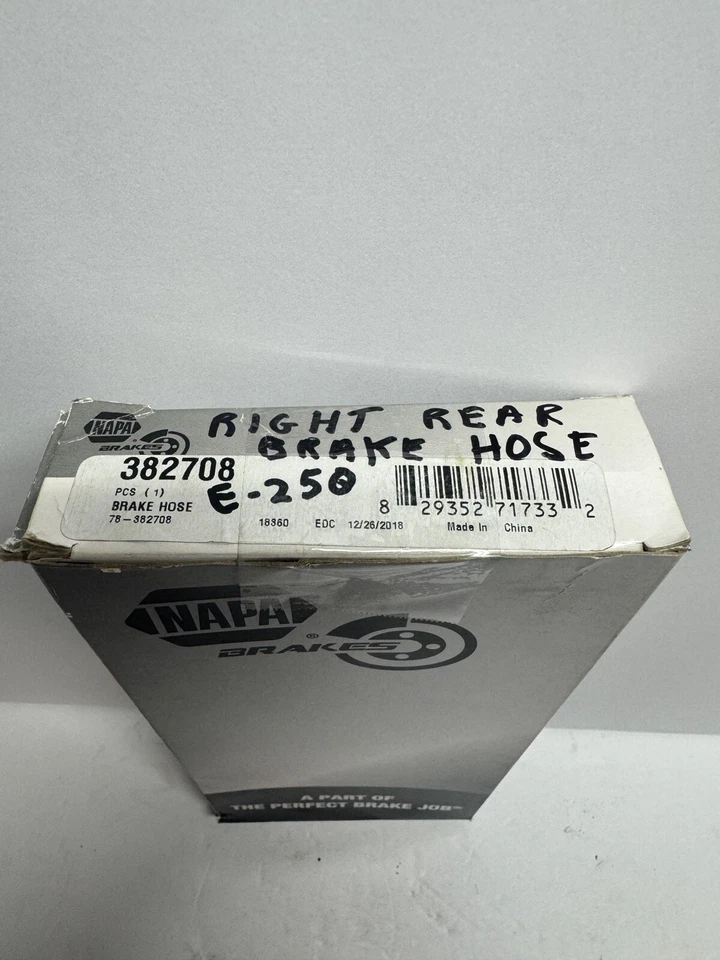 NAPA
BRAKES
RIGHT REAR
BRAKE HOSE
E-250
382708
PCS (1)
BRAKE HOSE
78-382708
18360 EDC 12/26/2018
8 29352 71733 2
Made In China
NAPA
BRAKES®
A PART OF
THE PERFECT BRAKE JOB℠